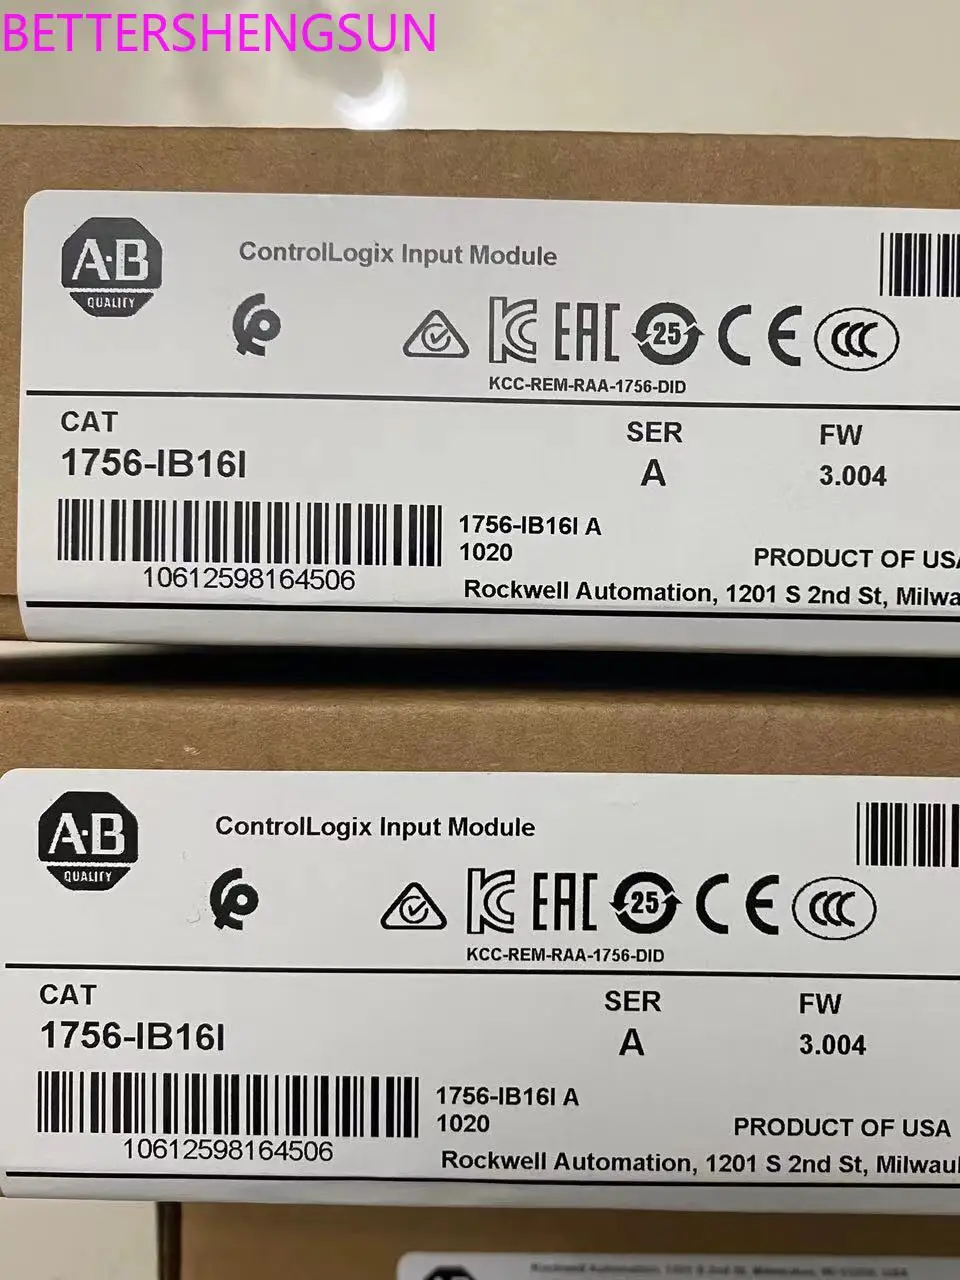 BETTERSHENGSUN
A·B
QUALITY
ControlLogix Input Module
25
KCC-REM-RAA-1756-DID
CAT
SER
FW
1756-IB16I
A
3.004
1756-IB16I A
1020
PRODUCT OF USA
10612598164506
Rockwell Automation, 1201 S 2nd St, Milwa
A·B
QUALITY
ControlLogix Input Module
25
KCC-REM-RAA-1756-DID
CAT
SER
FW
1756-IB16I
A
3.004
1756-IB16I A
1020
PRODUCT OF USA
10612598164506
Rockwell Automation, 1201 S 2nd St, Milwau